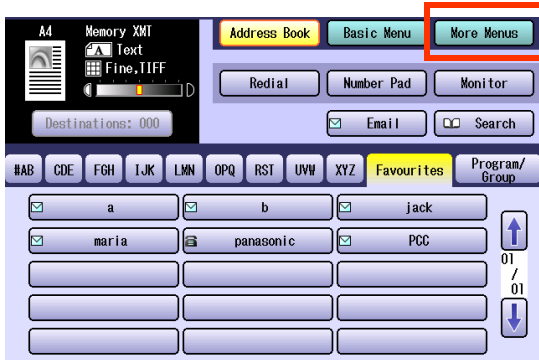 A4 Memory XMT Address Book Basic Menu More Menus
A Text
Fine,TIFF
Redial Number Pad Monitor
D
Destinations: 000 Email Search
#AB CDE FGH IJK LMN OPQ RST UVW XYZ Favourites Program/
Group
a b jack
maria panasonic PCC
01
/
01